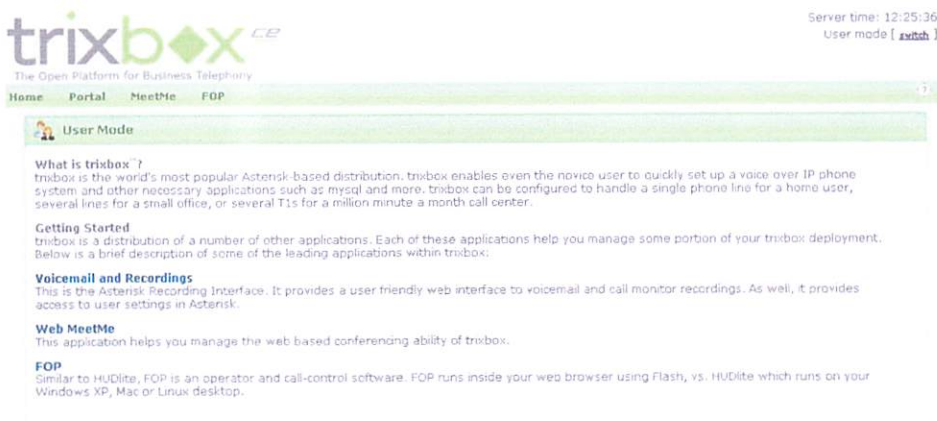 trixbox CE
The Open Platform for Business Telephony
Server time: 12:25:36
User mode [ switch ]
Home Portal MeetMe FOP
?
User Mode
What is trixbox ?
trixbox is the world's most popular Asterisk-based distribution. trixbox enables even the novice user to quickly set up a voice over IP phone
system and other necessary applications such as mysql and more. trixbox can be configured to handle a single phone line for a home user,
several lines for a small office, or several T1s for a million minute a month call center.
Getting Started
trixbox is a distribution of a number of other applications. Each of these applications help you manage some portion of your trixbox deployment.
Below is a brief description of some of the leading applications within trixbox:
Voicemail and Recordings
This is the Asterisk Recording Interface. It provides a user friendly web interface to voicemail and call monitor recordings. As well, it provides
access to user settings in Asterisk.
Web MeetMe
This application helps you manage the web based conferencing ability of trixbox.
FOP
Similar to HUDlite, FOP is an operator and call-control software. FOP runs inside your web browser using Flash, vs. HUDlite which runs on your
Windows XP, Mac or Linux desktop.